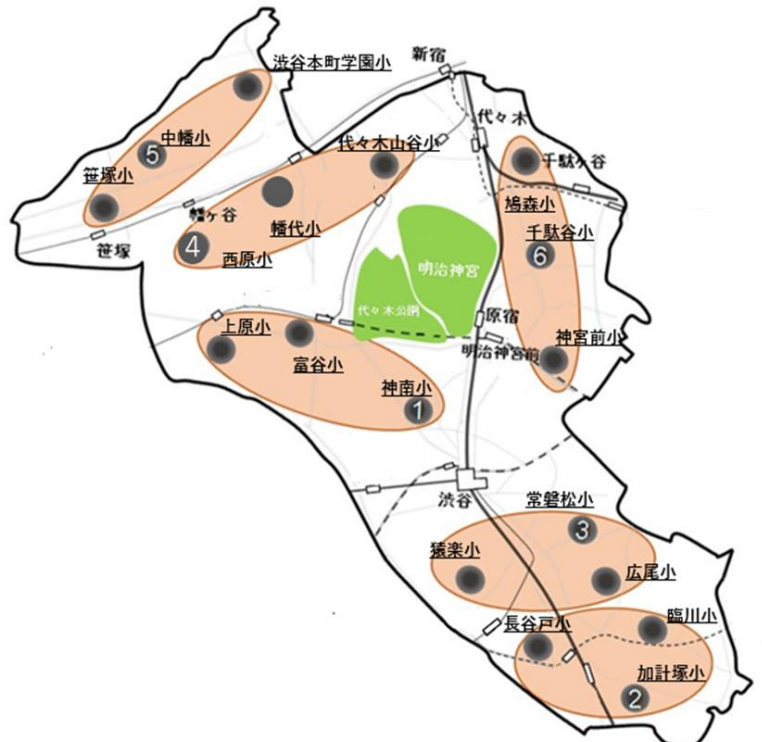 新宿
渋谷本町学園小
代々木
中幡小
5
代々木山谷小
千駄ヶ谷
笹塚小
鳩森小
幡ヶ谷
幡代小
千駄谷小
4
6
笹塚
西原小
明治神宮
代々木公園
原宿
上原小
神宮前小
明治神宮前
富谷小
神南小
1
渋谷
常磐松小
3
猿楽小
広尾小
臨川小
長谷戸小
加計塚小
2